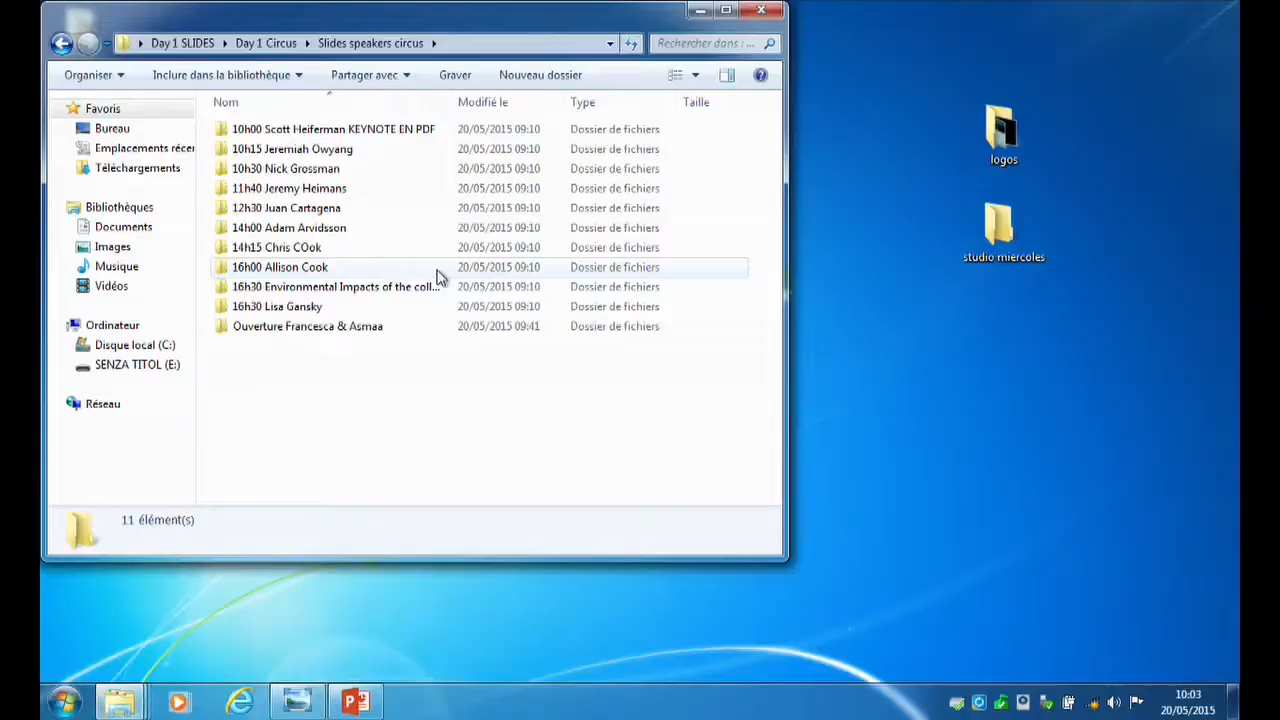 Day 1 SLIDES Day 1 Circus Slides speakers circus
Rechercher dans : ...
Organiser Inclure dans la bibliothèque Partager avec Graver Nouveau dossier
Nom Modifié le Type Taille
Favoris
Bureau
Emplacements récen
Téléchargements
Bibliothèques
Documents
Images
Musique
Vidéos
Ordinateur
Disque local (C:)
SENZA TITOL (E:)
Réseau
10h00 Scott Heiferman KEYNOTE EN PDF 20/05/2015 09:10 Dossier de fichiers
10h15 Jeremiah Owyang 20/05/2015 09:10 Dossier de fichiers
10h30 Nick Grossman 20/05/2015 09:10 Dossier de fichiers
11h40 Jeremy Heimans 20/05/2015 09:10 Dossier de fichiers
12h30 Juan Cartagena 20/05/2015 09:10 Dossier de fichiers
14h00 Adam Arvidsson 20/05/2015 09:10 Dossier de fichiers
14h15 Chris COok 20/05/2015 09:10 Dossier de fichiers
16h00 Allison Cook 20/05/2015 09:10 Dossier de fichiers
16h30 Environmental Impacts of the coll... 20/05/2015 09:10 Dossier de fichiers
16h30 Lisa Gansky 20/05/2015 09:10 Dossier de fichiers
Ouverture Francesca & Asmaa 20/05/2015 09:41 Dossier de fichiers
11 élément(s)
logos
studio miercoles
10:03
20/05/2015